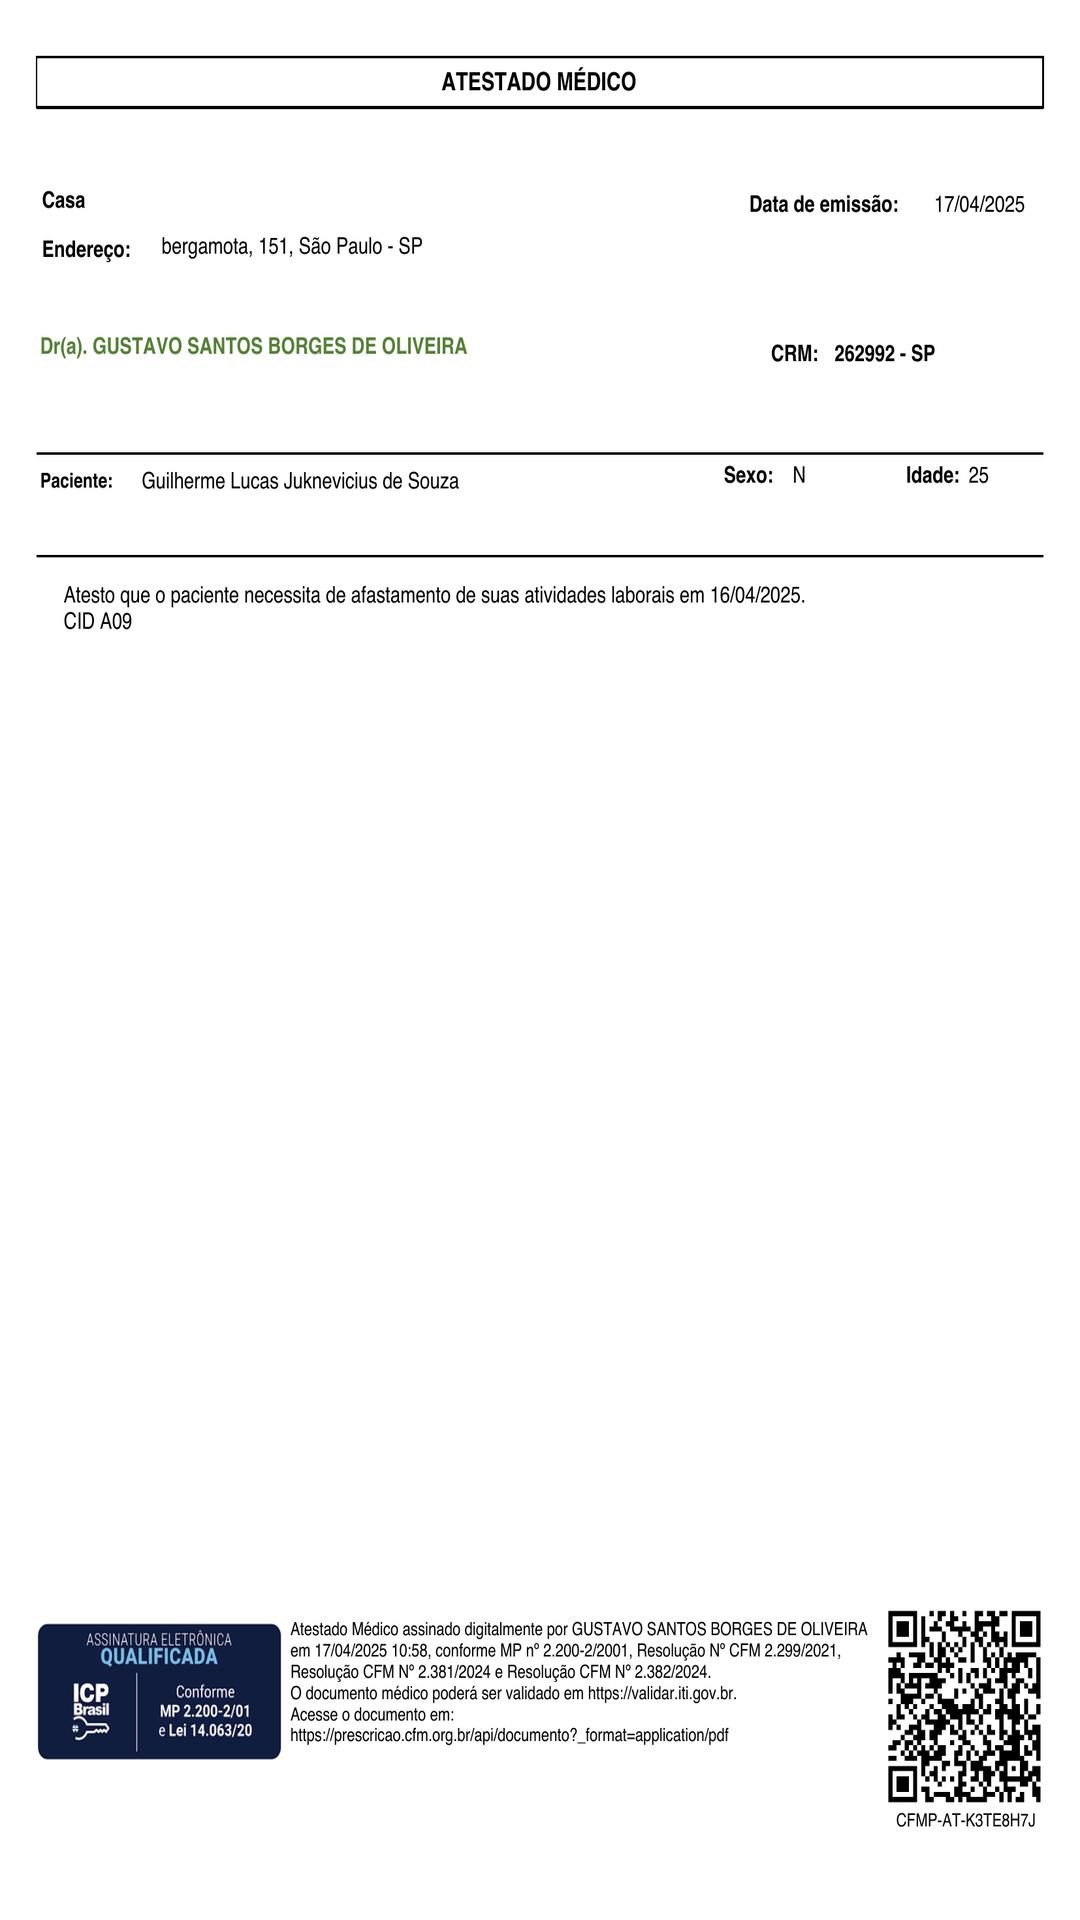 ATESTADO MÉDICO
Casa
Data de emissão: 17/04/2025
Endereço: bergamota, 151, São Paulo - SP
Dr(a). GUSTAVO SANTOS BORGES DE OLIVEIRA
CRM: 262992 - SP
Paciente: Guilherme Lucas Juknevicius de Souza Sexo: N Idade: 25
Atesto que o paciente necessita de afastamento de suas atividades laborais em 16/04/2025.
CID A09
ASSINATURA ELETRÔNICA
QUALIFICADA
ICP
Brasil
Conforme
MP 2.200-2/01
e Lei 14.063/20
Atestado Médico assinado digitalmente por GUSTAVO SANTOS BORGES DE OLIVEIRA
em 17/04/2025 10:58, conforme MP nº 2.200-2/2001, Resolução Nº CFM 2.299/2021,
Resolução CFM Nº 2.381/2024 e Resolução CFM Nº 2.382/2024.
O documento médico poderá ser validado em https://validar.iti.gov.br.
Acesse o documento em:
https://prescricao.cfm.org.br/api/documento?_format=application/pdf
CFMP-AT-K3TE8H7J